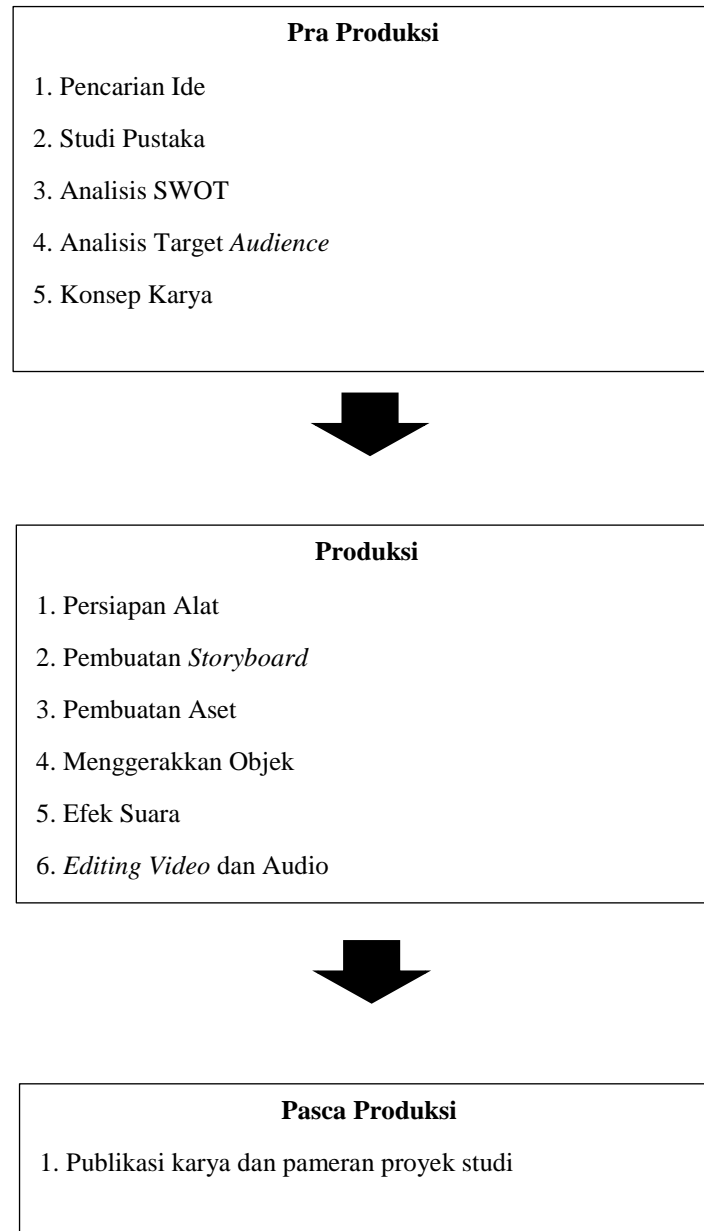 Pra Produksi
1. Pencarian Ide
2. Studi Pustaka
3. Analisis SWOT
4. Analisis Target Audience
5. Konsep Karya
Produksi
1. Persiapan Alat
2. Pembuatan Storyboard
3. Pembuatan Aset
4. Menggerakkan Objek
5. Efek Suara
6. Editing Video dan Audio
Pasca Produksi
1. Publikasi karya dan pameran proyek studi